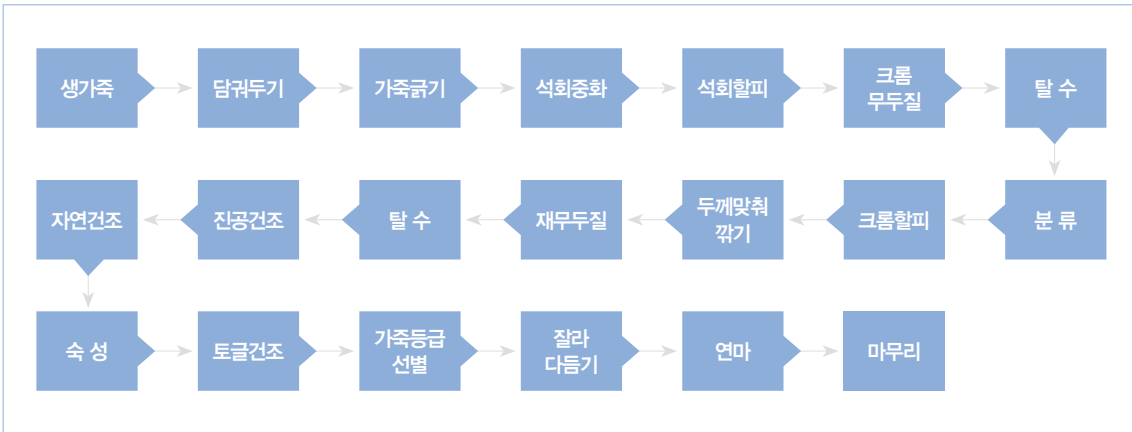 생가죽
담궈두기
가죽긁기
석회중화
석회할피
크롬
무두질
탈 수
분 류
크롬할피
두께맞춰
깎기
재무두질
탈 수
진공건조
자연건조
숙 성
토글건조
가죽등급
선별
잘라
다듬기
연마
마무리